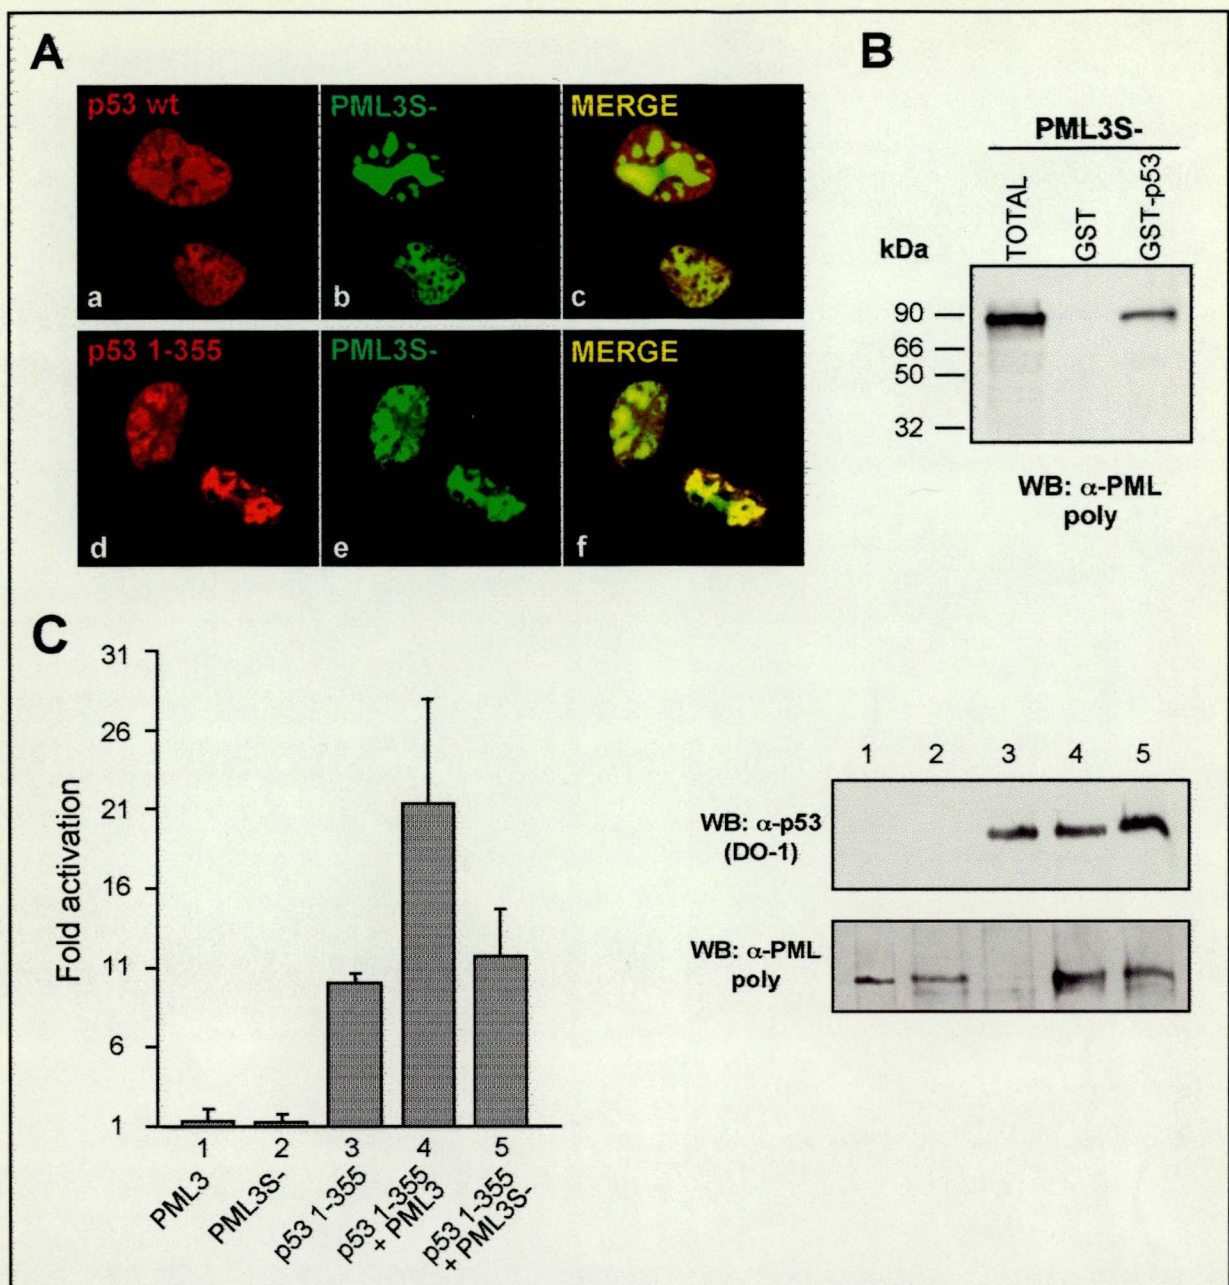 A
p53 wt
PML3S-
MERGE
a
b
c
p53 1-355
PML3S-
MERGE
d
e
f
B
PML3S-
TOTAL
GST
GST-p53
kDa
90
66
50
32
WB: α-PML
poly
C
31
26
21
16
11
6
1
Fold activation
1
2
3
4
5
PML3
PML3S-
p53 1-355
p53 1-355
+ PML3
p53 1-355
+ PML3S-
1
2
3
4
5
WB: α-p53
(DO-1)
WB: α-PML
poly